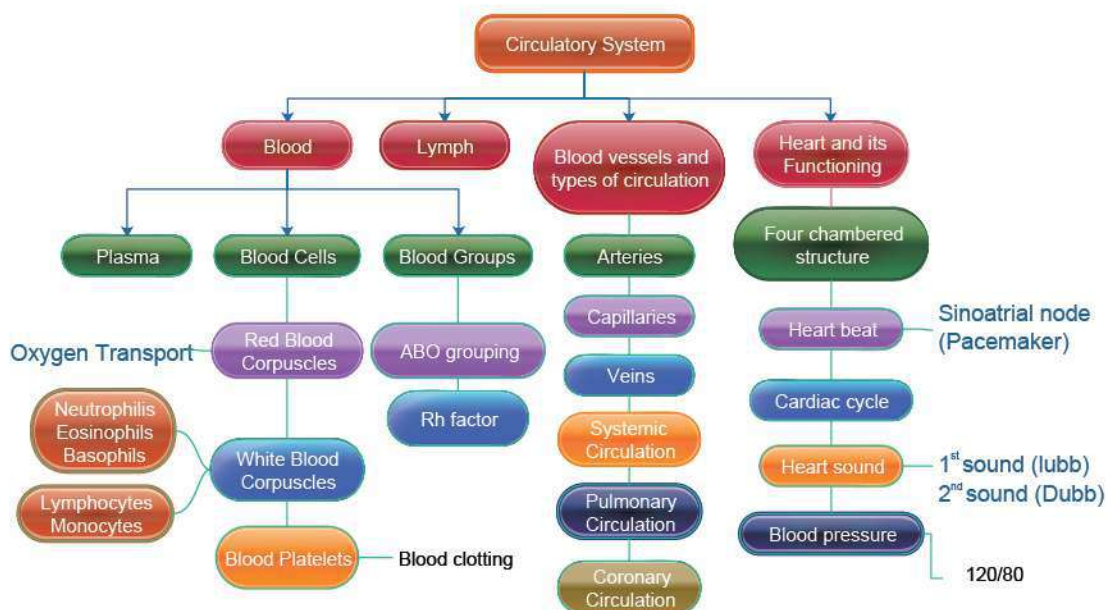 Circulatory System
Blood
Lymph
Blood vessels and
types of circulation
Heart and its
Functioning
Plasma
Blood Cells
Blood Groups
Arteries
Four chambered
structure
Oxygen Transport
Red Blood
Corpuscles
ABO grouping
Capillaries
Heart beat
Sinoatrial node
(Pacemaker)
Neutrophilis
Eosinophils
Basophils
Lymphocytes
Monocytes
White Blood
Corpuscles
Rh factor
Veins
Cardiac cycle
Systemic
Circulation
Heart sound
1st sound (lubb)
2nd sound (Dubb)
Blood Platelets
Blood clotting
Pulmonary
Circulation
Blood pressure
120/80
Coronary
Circulation